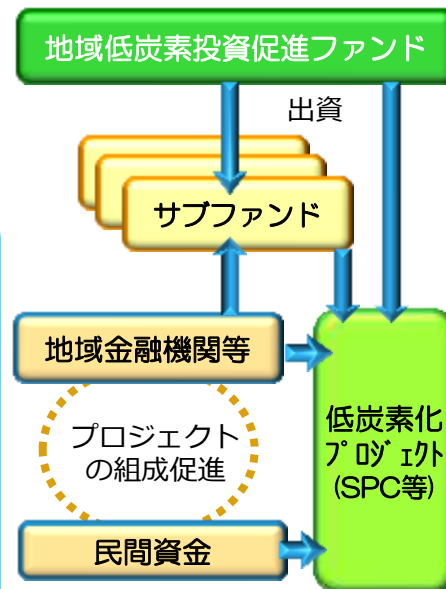 地域低炭素投資促進ファンド
出資
サブファンド
地域金融機関等
プロジェクト
の組成促進
低炭素化
ﾌﾟﾛｼﾞｪｸﾄ
(SPC等)
民間資金